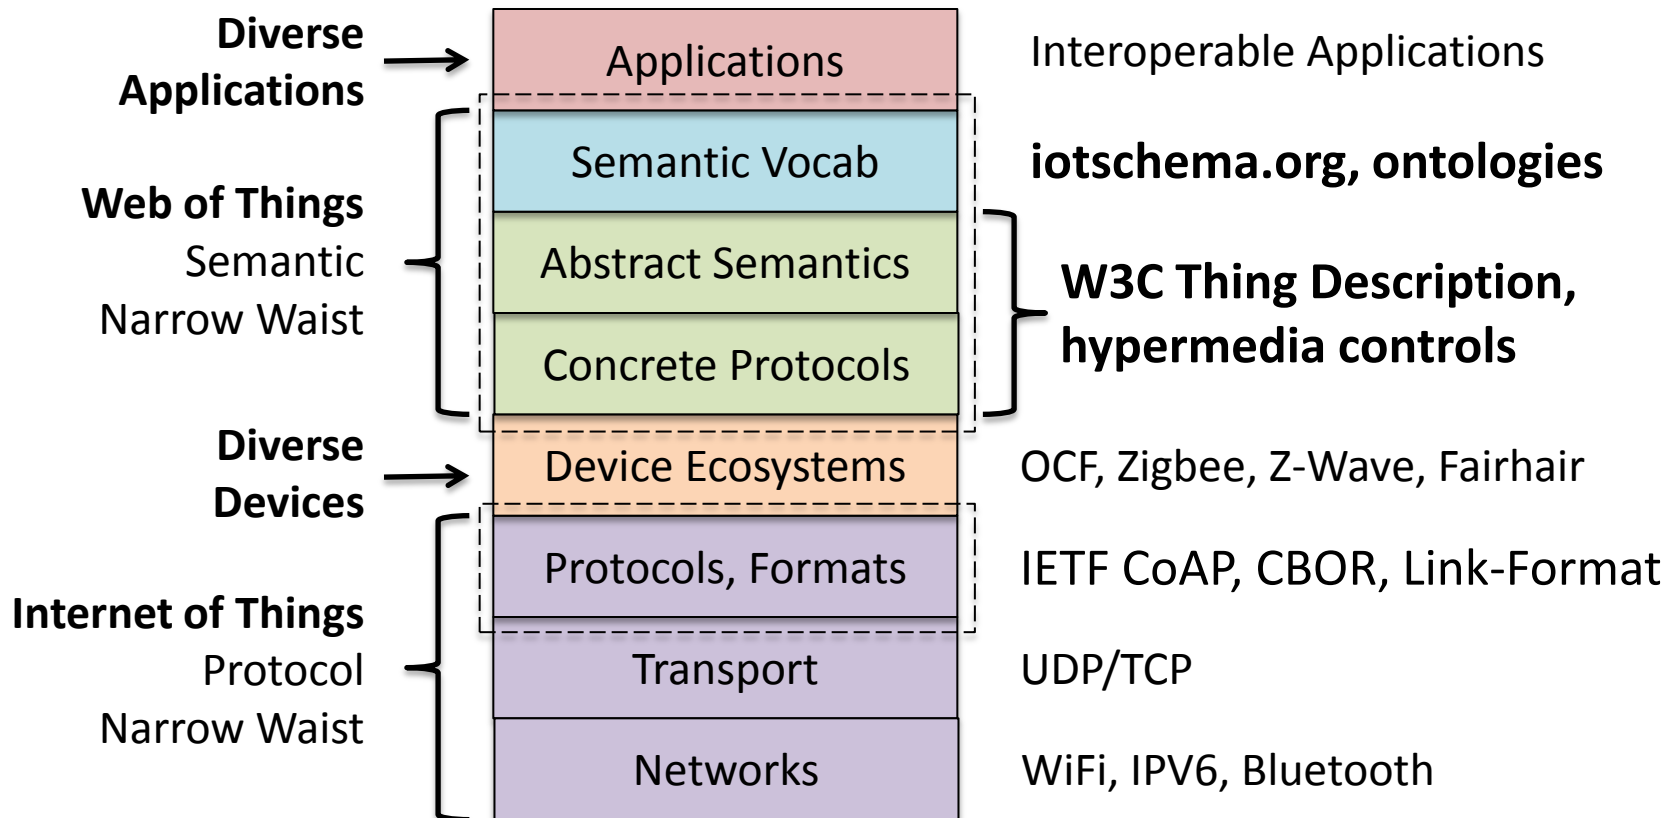 Diverse
Applications
Applications
Interoperable Applications
Semantic Vocab
iotschema.org, ontologies
Web of Things
Semantic
Narrow Waist
Abstract Semantics
Concrete Protocols
W3C Thing Description,
hypermedia controls
Diverse
Devices
Device Ecosystems
OCF, Zigbee, Z-Wave, Fairhair
Protocols, Formats
IETF CoAP, CBOR, Link-Format
Internet of Things
Protocol
Narrow Waist
Transport
UDP/TCP
Networks
WiFi, IPV6, Bluetooth